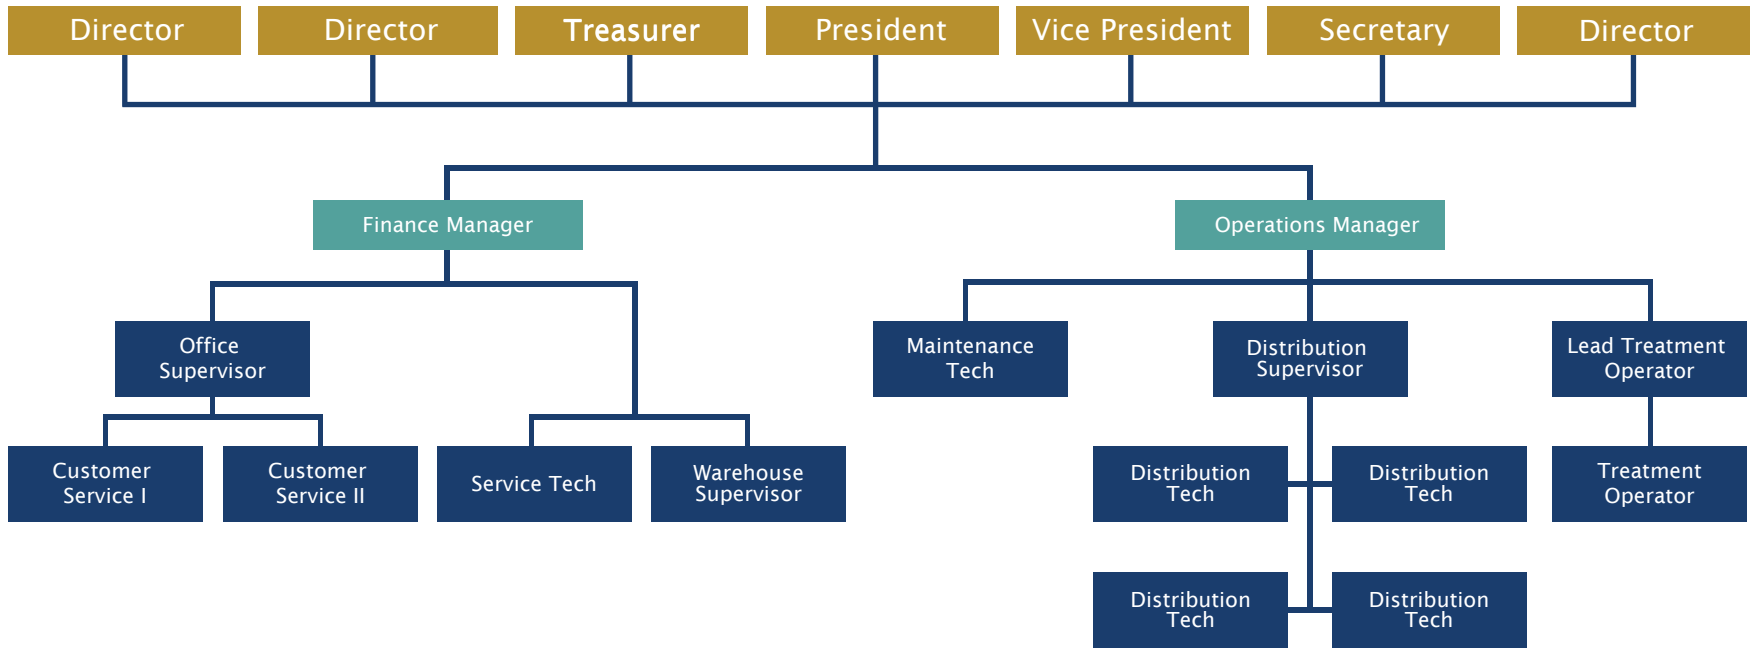 Director
Director
Treasurer
President
Vice President
Secretary
Director
Finance Manager
Operations Manager
Office
Supervisor
Maintenance
Tech
Distribution
Supervisor
Lead Treatment
Operator
Customer
Service I
Customer
Service II
Service Tech
Warehouse
Supervisor
Distribution
Tech
Distribution
Tech
Treatment
Operator
Distribution
Tech
Distribution
Tech